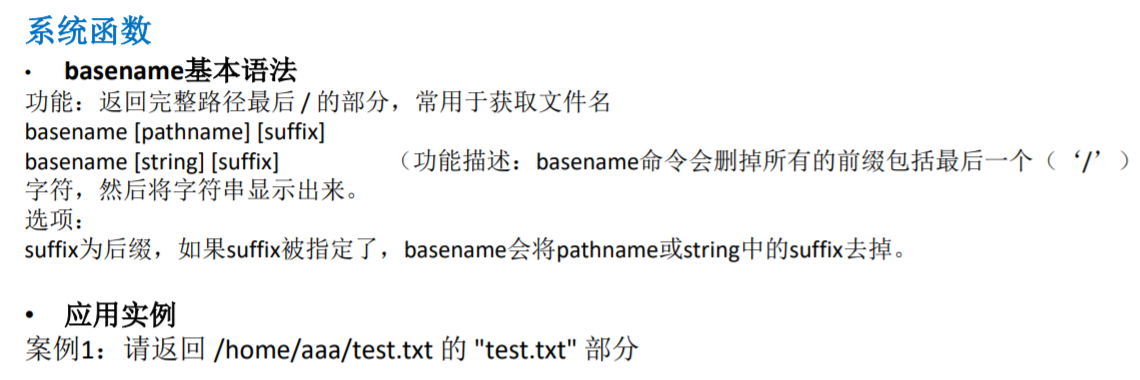 系统函数
• basename基本语法
功能：返回完整路径最后 / 的部分，常用于获取文件名
basename [pathname] [suffix]
basename [string] [suffix] （功能描述：basename命令会删掉所有的前缀包括最后一个（‘/’）
字符，然后将字符串显示出来。
选项：
suffix为后缀，如果suffix被指定了，basename会将pathname或string中的suffix去掉。
• 应用实例
案例1：请返回 /home/aaa/test.txt 的 "test.txt" 部分